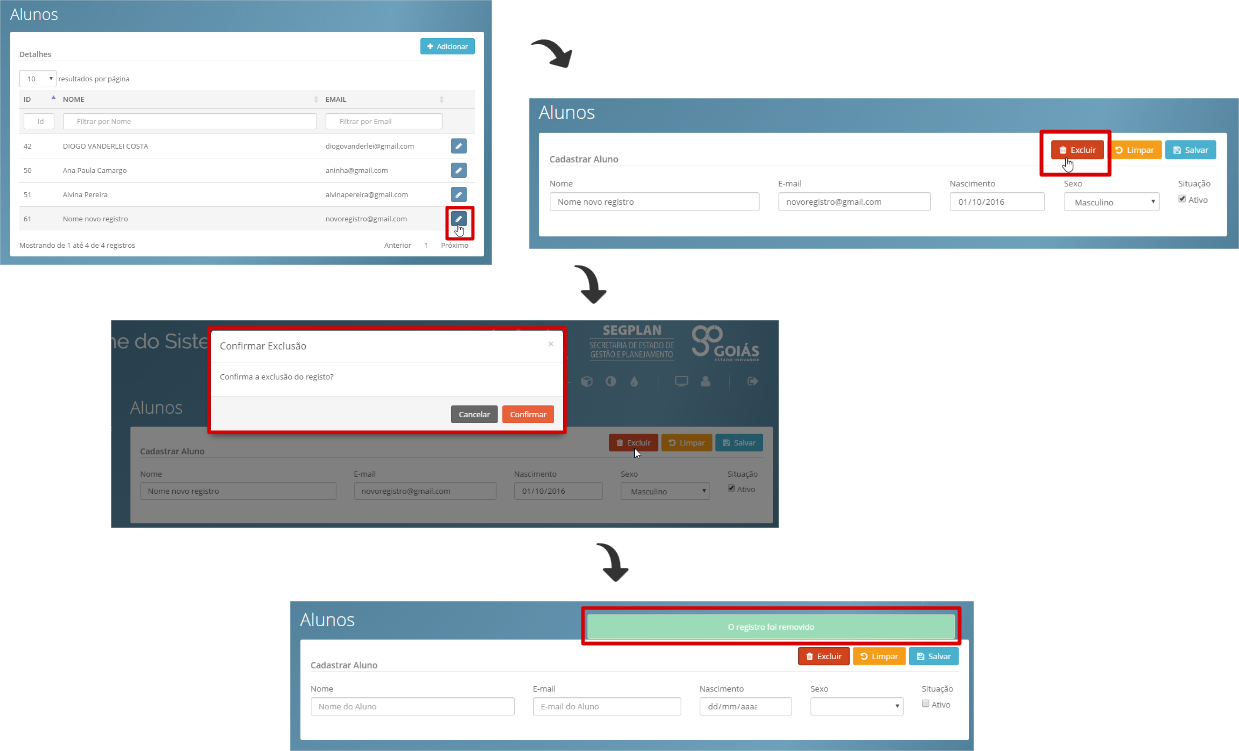 Alunos
+ Adicionar
Detalhes
10 resultados por página
ID NOME EMAIL
Id Filtrar por Nome Filtrar por Email
42 DIOGO VANDERLEI COSTA diogovanderlei@gmail.com
50 Ana Paula Camargo aninha@gmail.com
51 Alvina Pereira alvinapereira@gmail.com
61 Nome novo registro novoregistro@gmail.com
Mostrando de 1 até 4 de 4 registros Anterior 1 Próximo
Alunos
Excluir Limpar Salvar
Cadastrar Aluno
Nome E-mail Nascimento Sexo Situação
Nome novo registro novoregistro@gmail.com 01/10/2016 Masculino Ativo
ne do Siste
SEGPLAN
SECRETARIA DE ESTADO DE
GESTÃO E PLANEJAMENTO
GOIÁS
ESTADO INOVADOR
Confirmar Exclusão ×
Confirma a exclusão do registo?
Cancelar Confirmar
Alunos
Excluir Limpar Salvar
Cadastrar Aluno
Nome E-mail Nascimento Sexo Situação
Nome novo registro novoregistro@gmail.com 01/10/2016 Masculino Ativo
Alunos
O registro foi removido
Excluir Limpar Salvar
Cadastrar Aluno
Nome E-mail Nascimento Sexo Situação
Nome do Aluno E-mail do Aluno dd/mm/aaaa Ativo